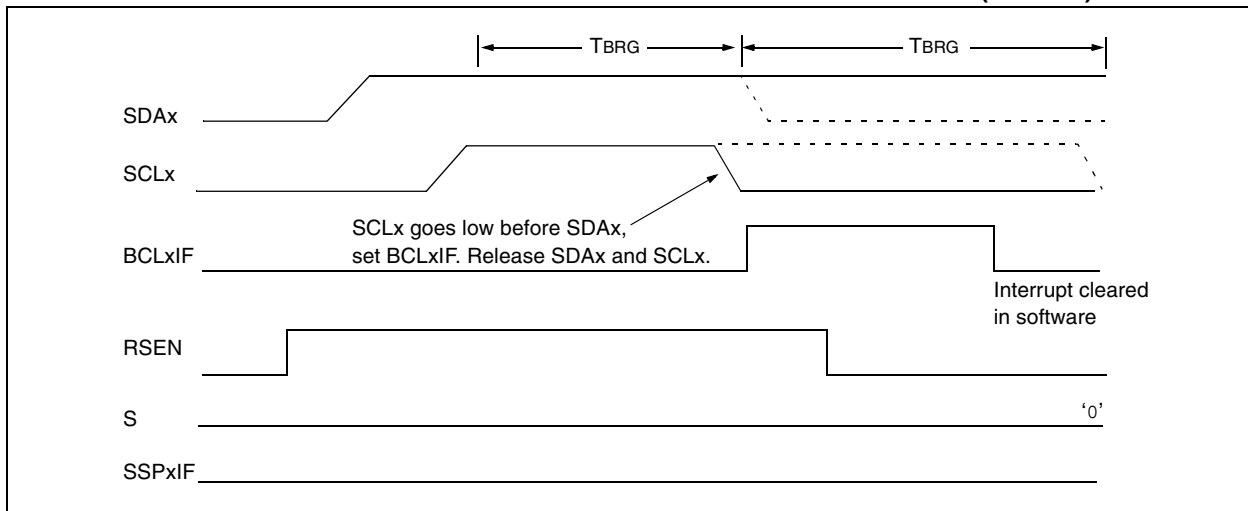 TBRG TBRG
SDAx
SCLx
SCLx goes low before SDAx,
set BCLxIF. Release SDAx and SCLx.
BCLxIF
Interrupt cleared
in software
RSEN
S '0'
SSPxIF